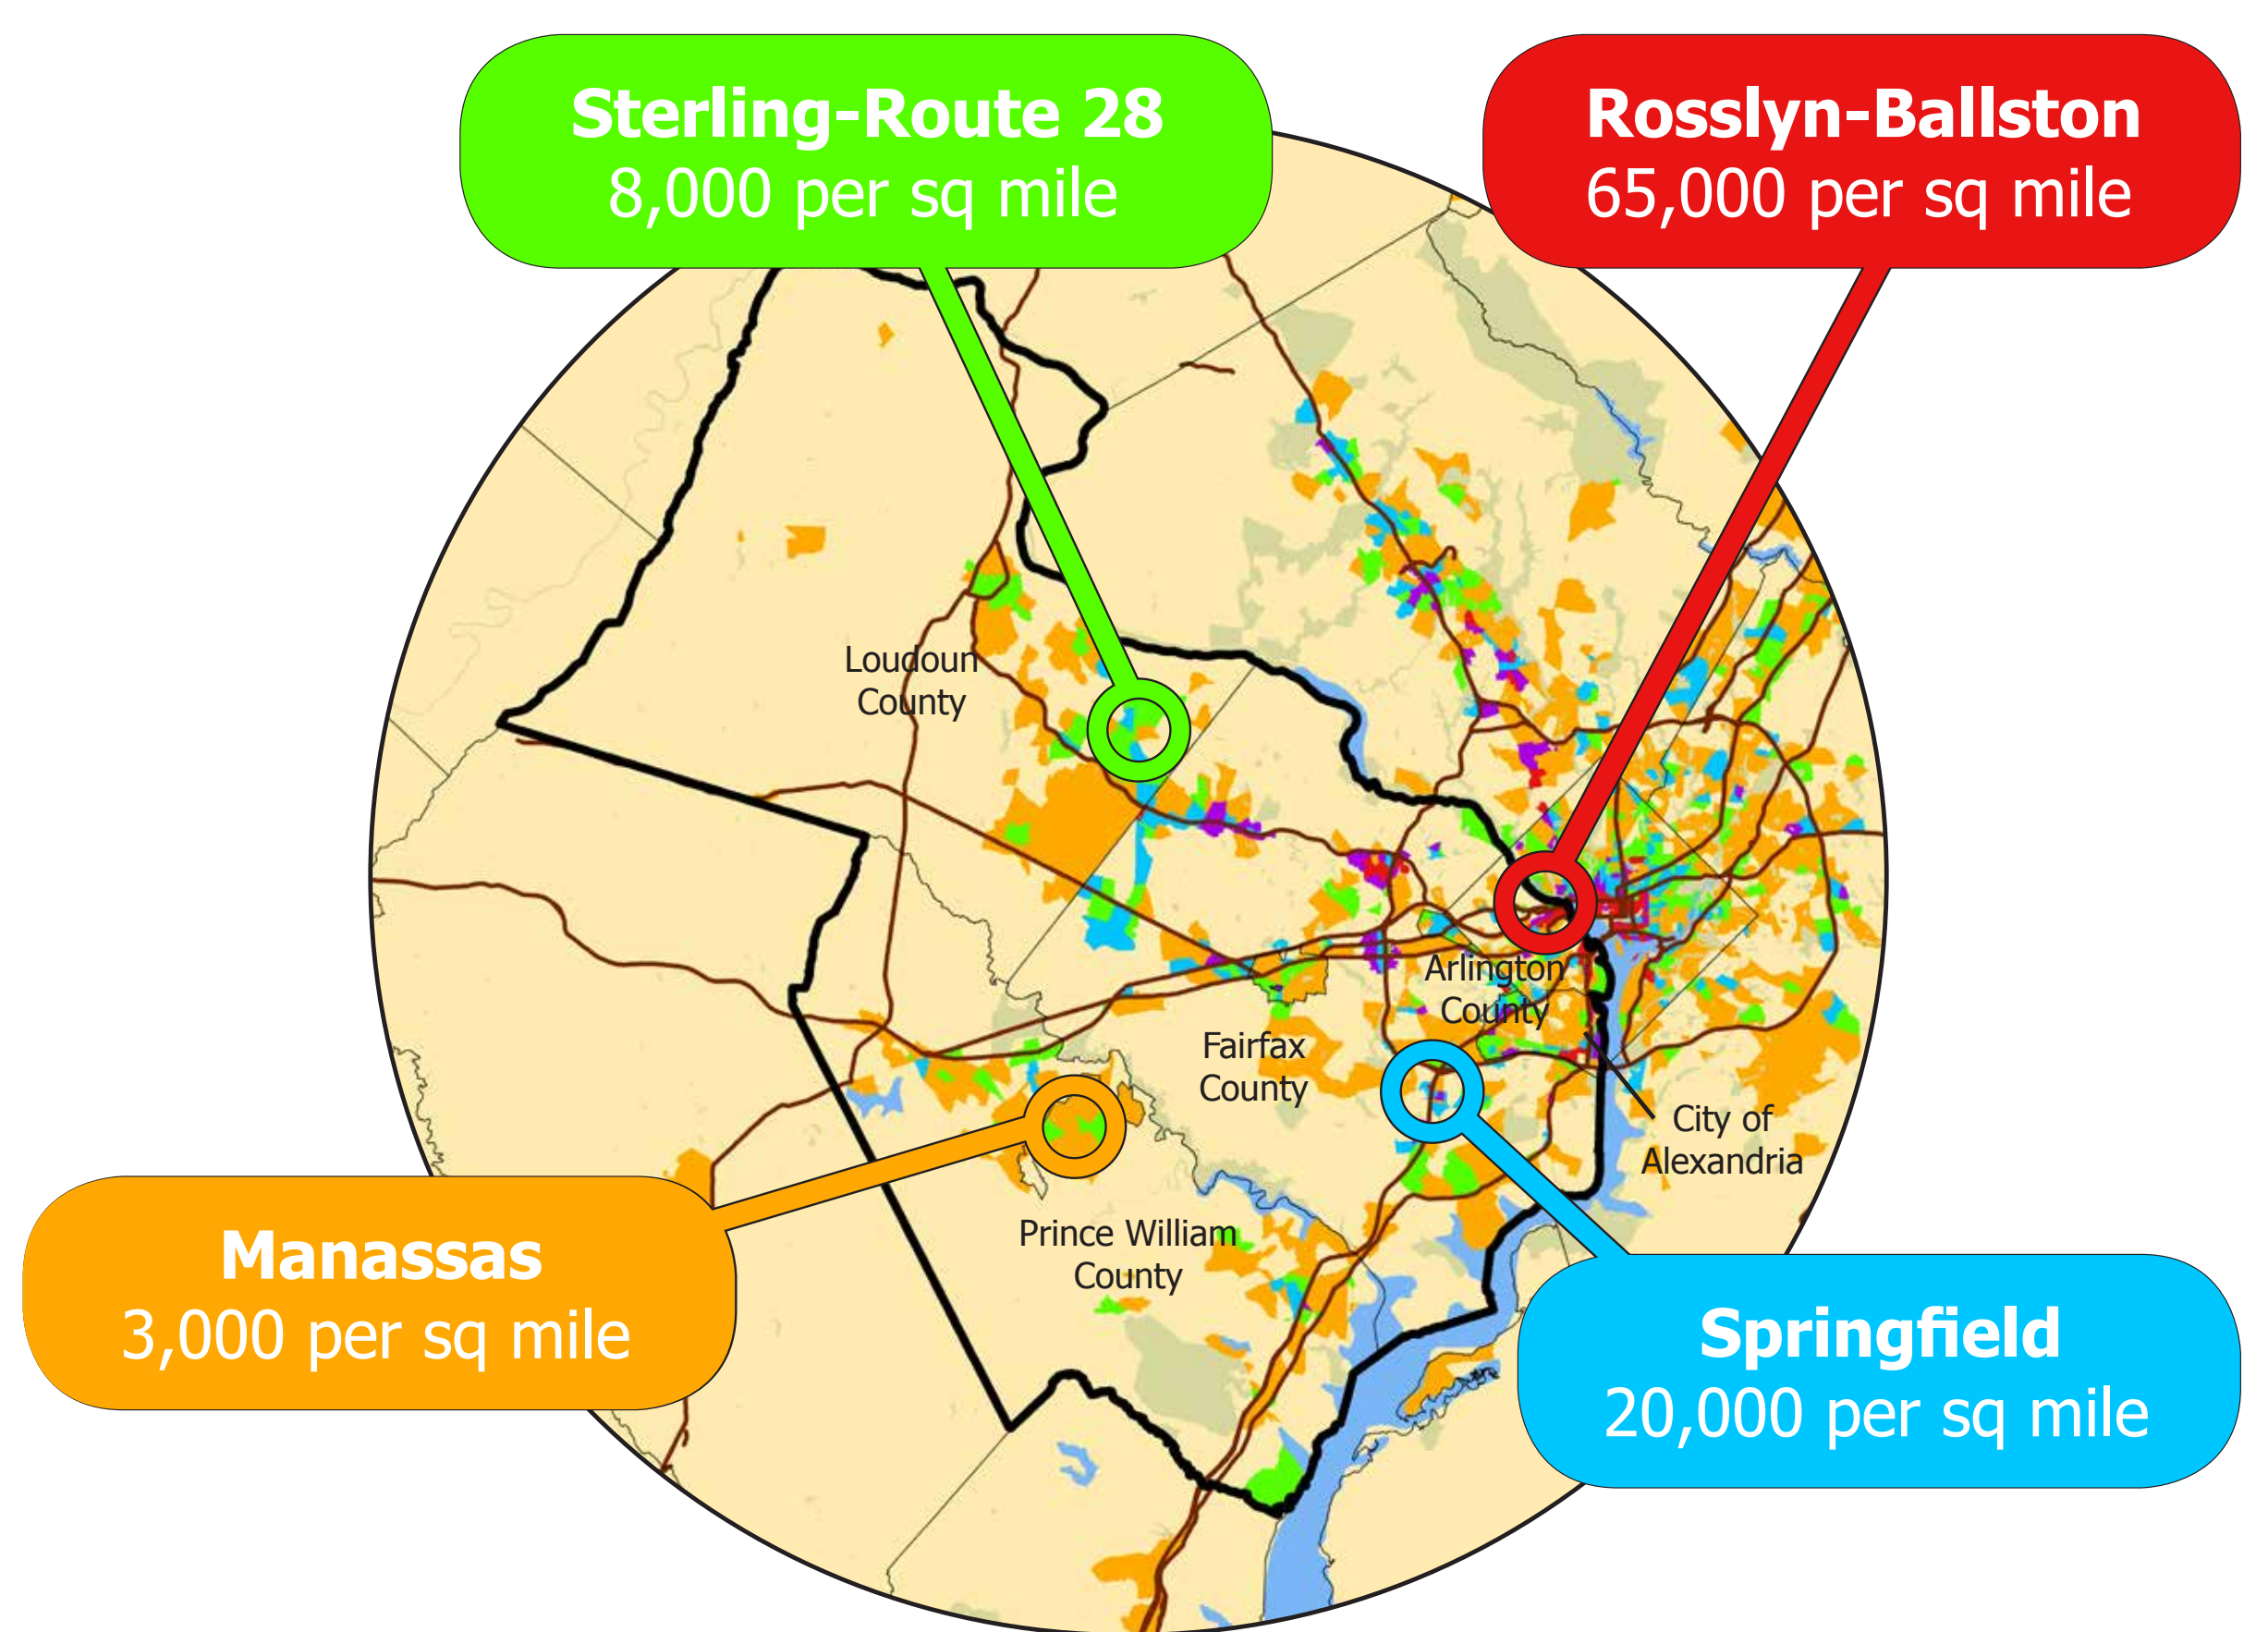 Sterling-Route 28
8,000 per sq mile
Rosslyn-Ballston
65,000 per sq mile
Loudoun
County
Arlington
County
Fairfax
County
City of
Alexandria
Prince William
County
Manassas
3,000 per sq mile
Springfield
20,000 per sq mile